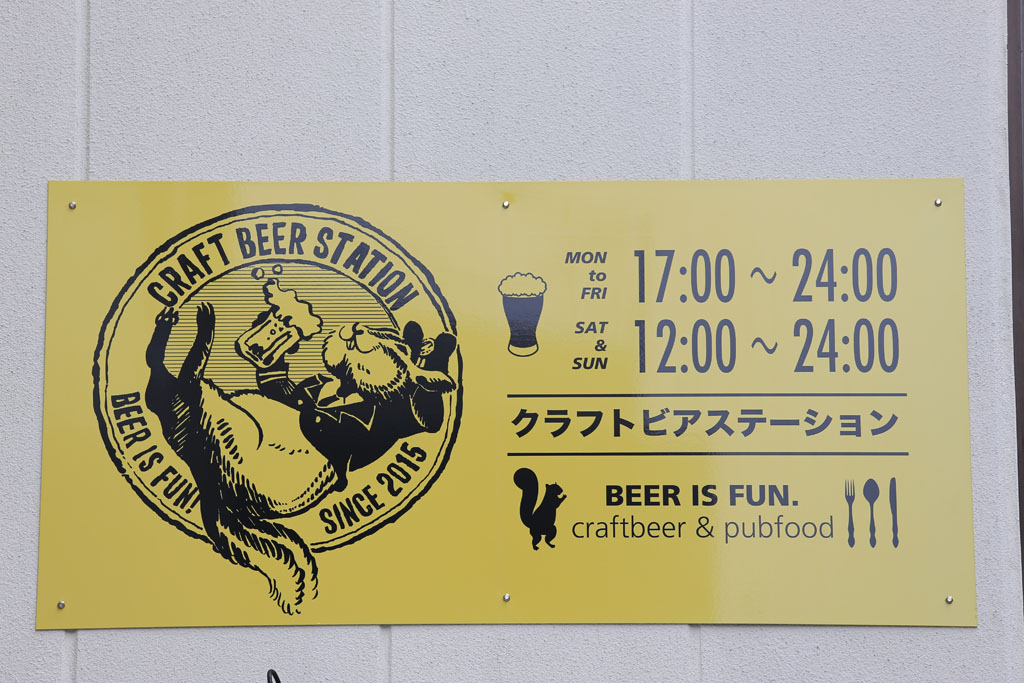 CRAFT BEER STATION
BEER IS FUN!
SINCE 2015
MON
to
FRI
17:00 ~ 24:00
SAT
&
SUN
12:00 ~ 24:00
クラフトビアステーション
BEER IS FUN.
craftbeer & pubfood